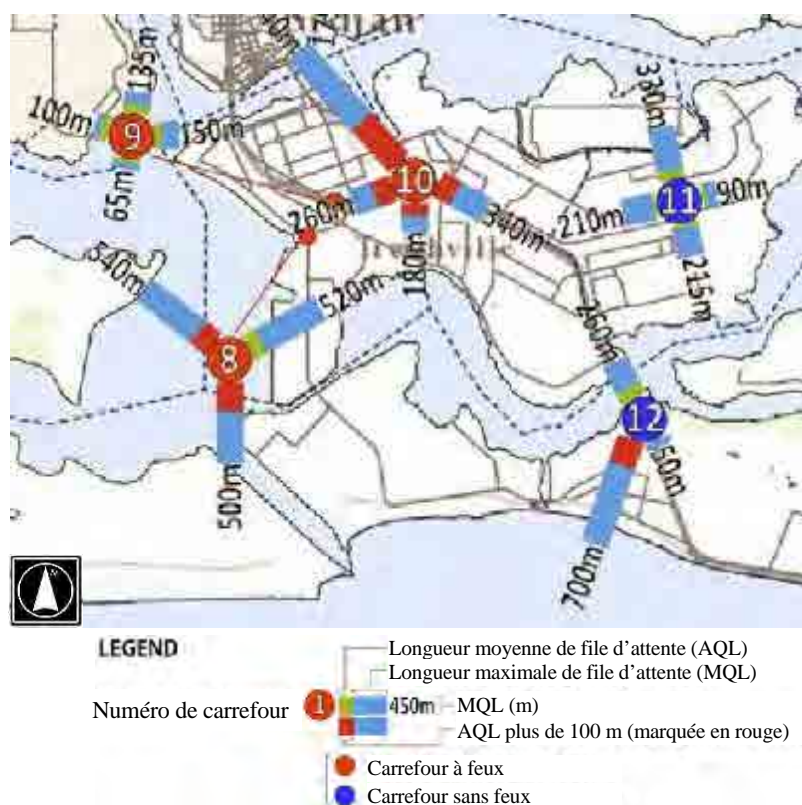 135m
100m
9
150m
65m
10
260m
340m
180m
330m
11
90m
210m
215m
540m
520m
8
500m
260m
12
50m
700m
N
LEGEND
Longueur moyenne de file d'attente (AQL)
Longueur maximale de file d'attente (MQL)
Numéro de carrefour
1
450m
MQL (m)
AQL plus de 100 m (marquée en rouge)
Carrefour à feux
Carrefour sans feux